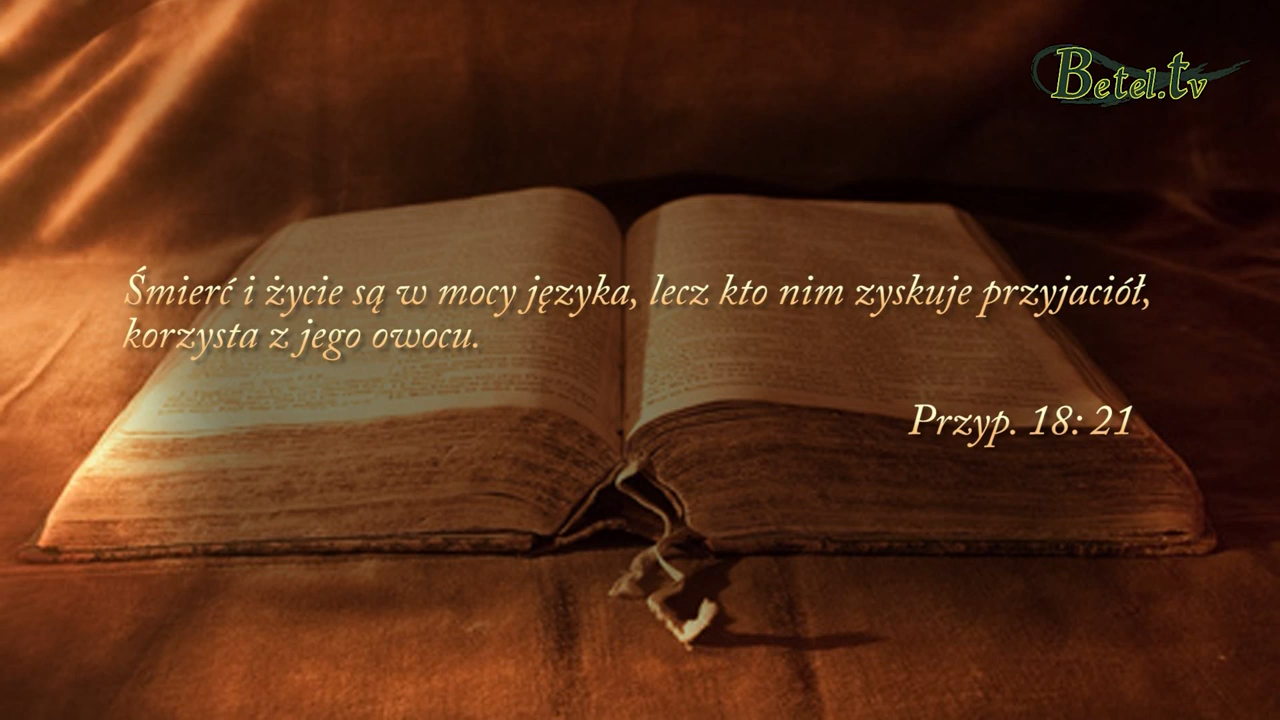 Betel.tv
Śmierć i życie są w mocy języka, lecz kto nim zyskuje przyjaciół,
korzysta z jego owocu.
Przyp. 18: 21